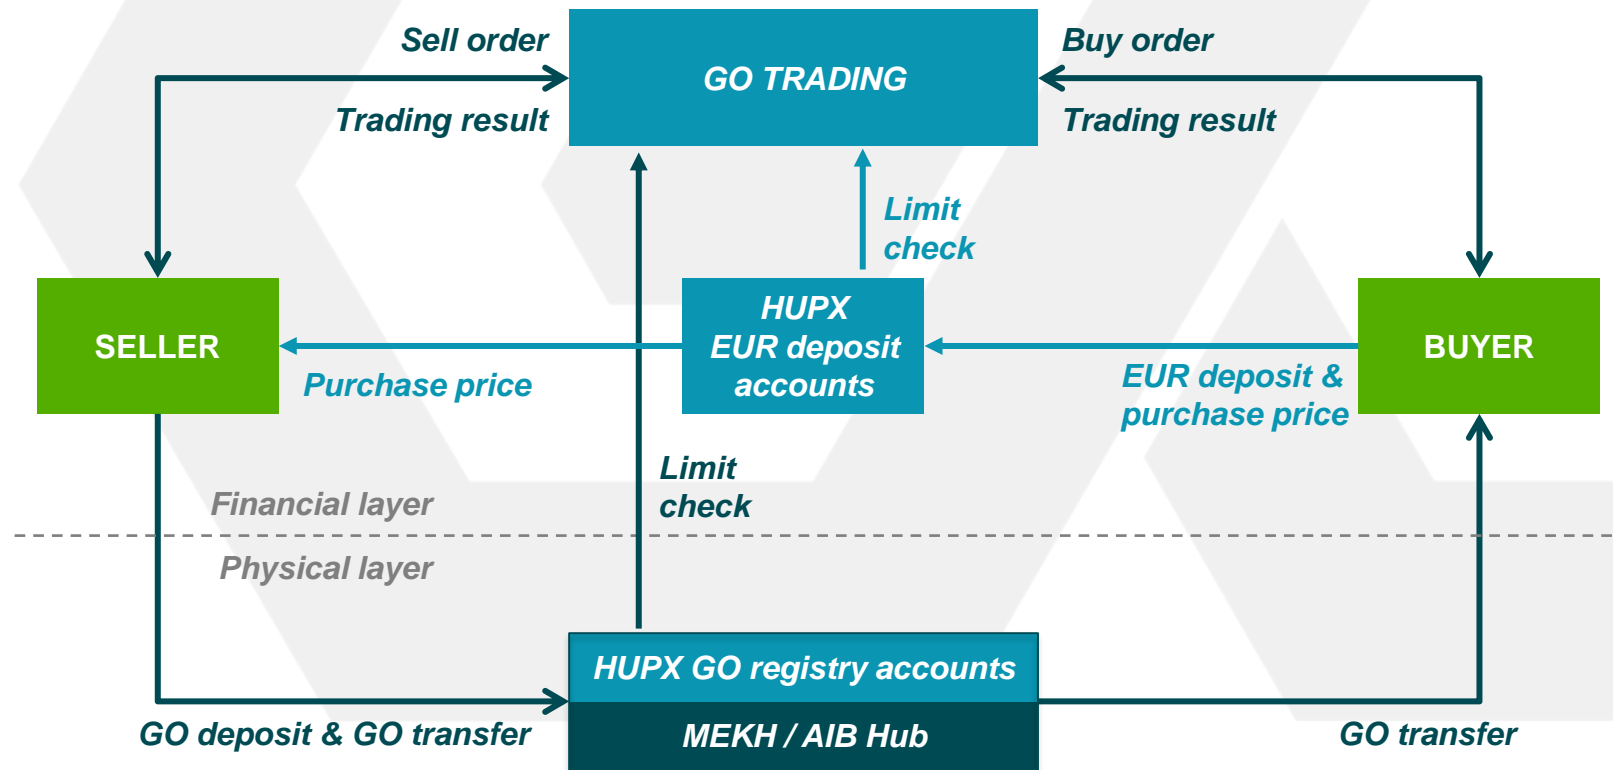 Sell order
Buy order
GO TRADING
Trading result
Trading result
Limit
check
SELLER
HUPX
EUR deposit
accounts
BUYER
Purchase price
EUR deposit &
purchase price
Limit
check
Financial layer
Physical layer
HUPX GO registry accounts
GO deposit & GO transfer
MEKH / AIB Hub
GO transfer